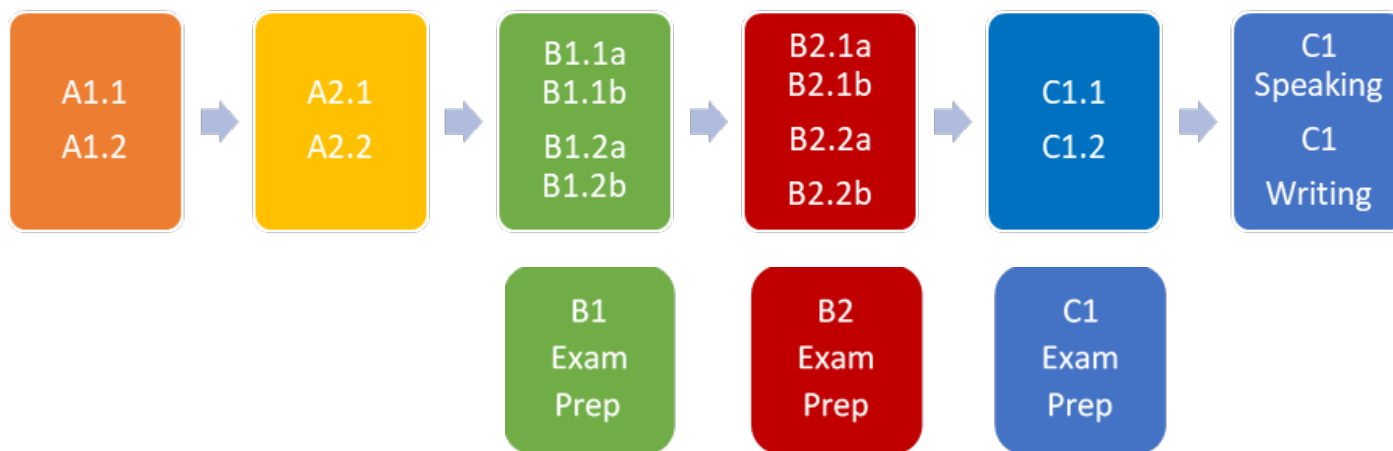 A1.1
A1.2
A2.1
A2.2
B1.1a
B1.1b
B1.2a
B1.2b
B2.1a
B2.1b
B2.2a
B2.2b
C1.1
C1.2
C1
Speaking
C1
Writing
B1
Exam
Prep
B2
Exam
Prep
C1
Exam
Prep